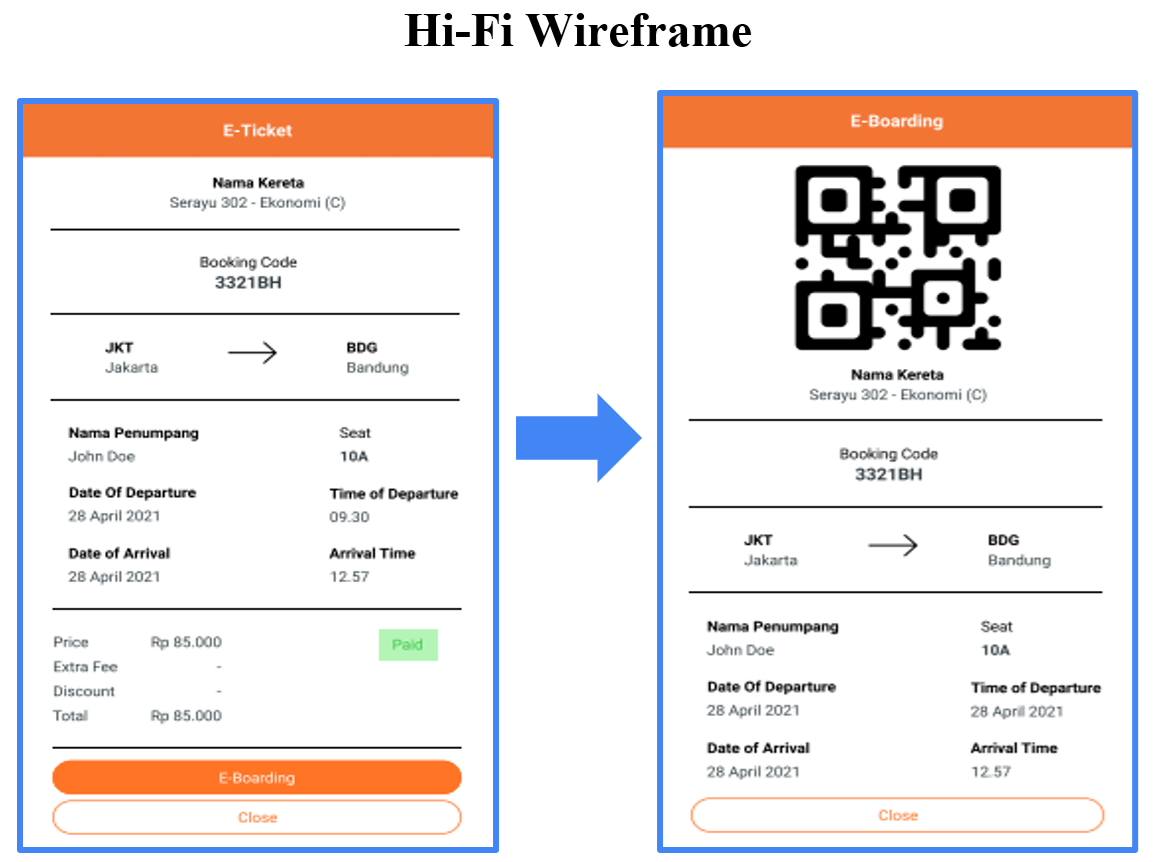 Hi-Fi Wireframe
E-Ticket
Nama Kereta
Serayu 302 - Ekonomi (C)
Booking Code
3321BH
JKT BDG
Jakarta Bandung
Nama Penumpang Seat
John Doe 10A
Date Of Departure Time of Departure
28 April 2021 09.30
Date of Arrival Arrival Time
28 April 2021 12.57
Price Rp 85.000 Paid
Extra Fee -
Discount -
Total Rp 85.000
E-Boarding
Close
E-Boarding
Nama Kereta
Serayu 302 - Ekonomi (C)
Booking Code
3321BH
JKT BDG
Jakarta Bandung
Nama Penumpang Seat
John Doe 10A
Date Of Departure Time of Departure
28 April 2021 28 April 2021
Date of Arrival Arrival Time
28 April 2021 12.57
Close